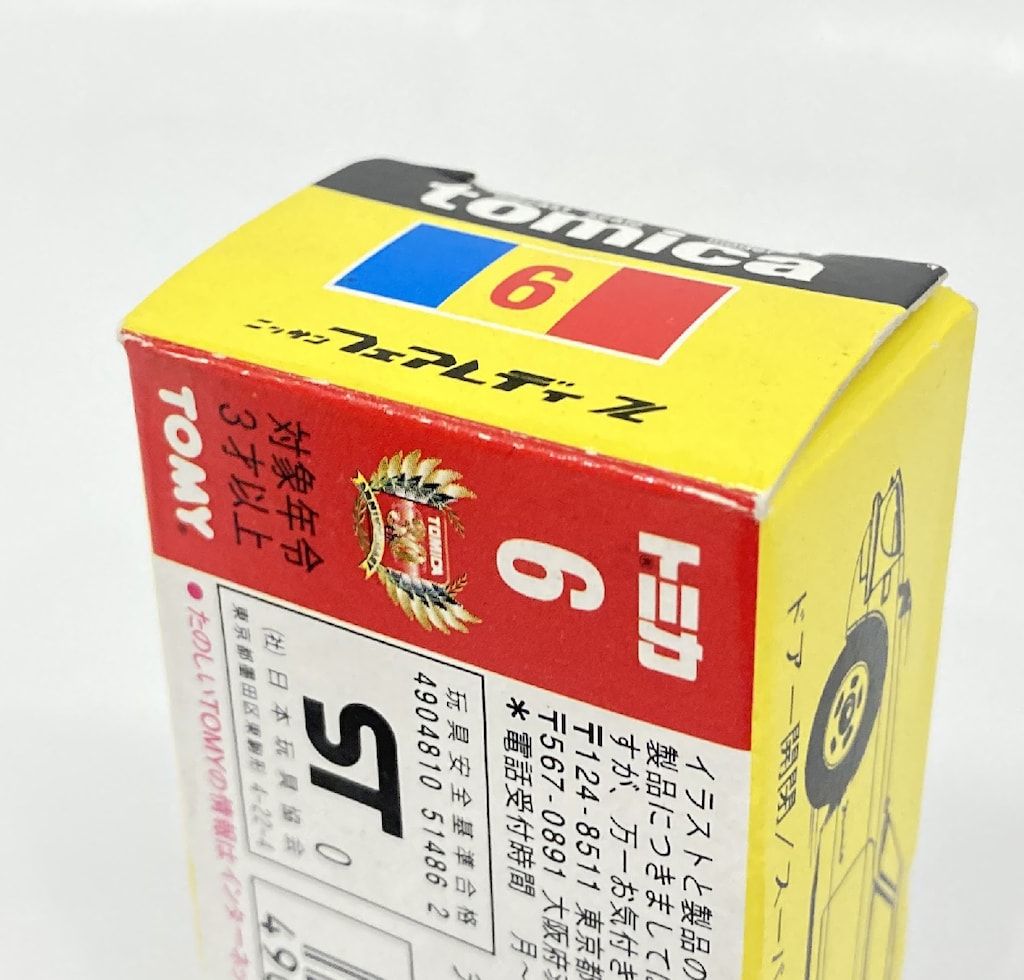 tomica
6
ニッサン フェアレディZ
TOMY
対象年令
3才以上
TOMICA
6
トミカ
玩具安全基準合格
4904810 51486 2
ST
0
(社)日本玩具協会
東京都墨田区東駒形 4-22-4
イラストと製品の
製品につきましては
すが、万一お気付き
〒124-8511 東京都
〒567-0891 大阪府
*電話受付時間 月~
●たのしいTOMYの情報はインターネッ
ドアー開閉/フード